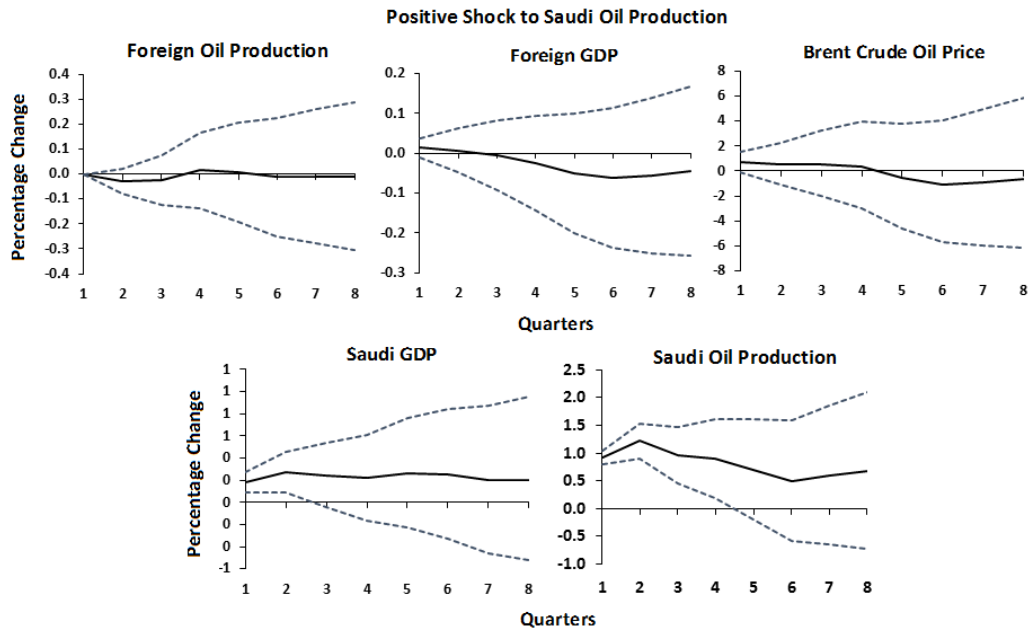 Positive Shock to Saudi Oil Production
Foreign Oil Production
Percentage Change
0.4
0.3
0.2
0.1
0.0
-0.1
-0.2
-0.3
-0.4
1 2 3 4 5 6 7 8
Foreign GDP
0.2
0.1
0.0
-0.1
-0.2
-0.3
1 2 3 4 5 6 7 8
Quarters
Brent Crude Oil Price
8
6
4
2
0
-2
-4
-6
-8
1 2 3 4 5 6 7 8
Saudi GDP
Percentage Change
1
1
1
1
0
0
0
0
0
-1
1 2 3 4 5 6 7 8
Saudi Oil Production
2.5
2.0
1.5
1.0
0.5
0.0
-0.5
-1.0
1 2 3 4 5 6 7 8
Quarters